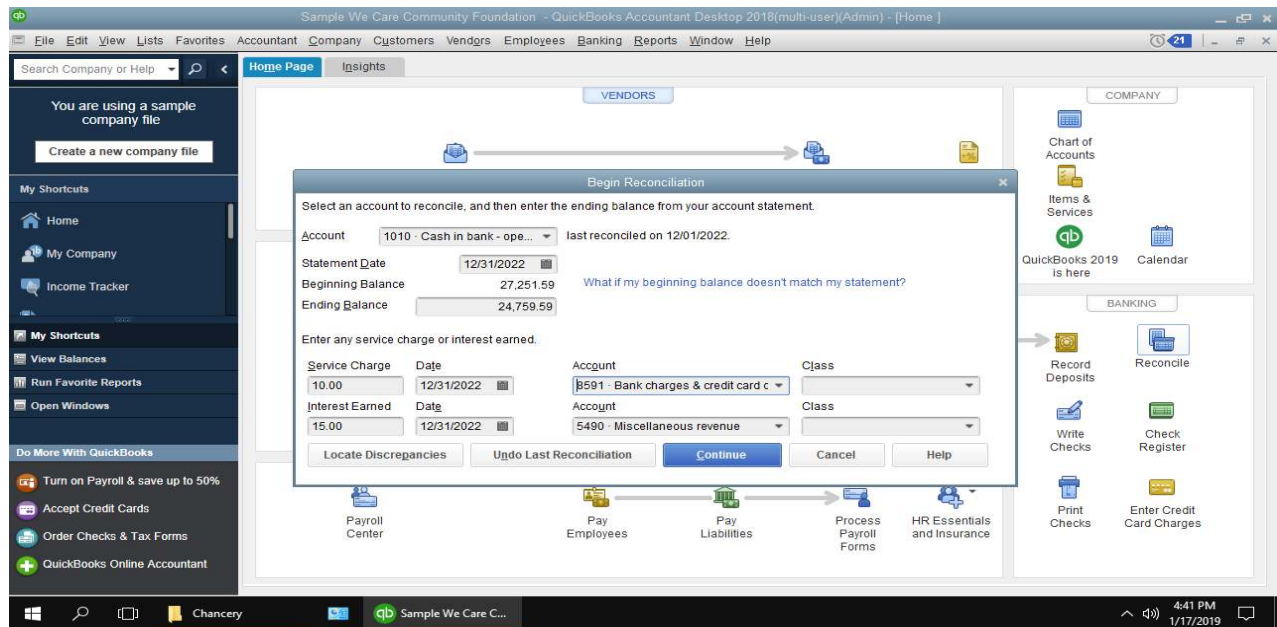 Sample We Care Community Foundation - QuickBooks Accountant Desktop 2018(multi-user)(Admin) - [Home ]
File Edit View Lists Favorites Accountant Company Customers Vendors Employees Banking Reports Window Help
21
Search Company or Help
Home Page Insights
You are using a sample
company file
Create a new company file
My Shortcuts
Home
My Company
Income Tracker
My Shortcuts
View Balances
Run Favorite Reports
Open Windows
Do More With QuickBooks
Turn on Payroll & save up to 50%
Accept Credit Cards
Order Checks & Tax Forms
QuickBooks Online Accountant
VENDORS
Begin Reconciliation
Select an account to reconcile, and then enter the ending balance from your account statement.
Account 1010 · Cash in bank - ope... last reconciled on 12/01/2022.
Statement Date 12/31/2022
Beginning Balance 27,251.59 What if my beginning balance doesn't match my statement?
Ending Balance 24,759.59
Enter any service charge or interest earned.
Service Charge Date Account Class
10.00 12/31/2022 8591 · Bank charges & credit card c
Interest Earned Date Account Class
15.00 12/31/2022 5490 · Miscellaneous revenue
Locate Discrepancies Undo Last Reconciliation Continue Cancel Help
Payroll
Center
Pay
Employees
Pay
Liabilities
Process
Payroll
Forms
HR Essentials
and Insurance
COMPANY
Chart of
Accounts
Items &
Services
QuickBooks 2019
is here
Calendar
BANKING
Record
Deposits
Reconcile
Write
Checks
Check
Register
Print
Checks
Enter Credit
Card Charges
Chancery
qb Sample We Care C...
4:41 PM
1/17/2019